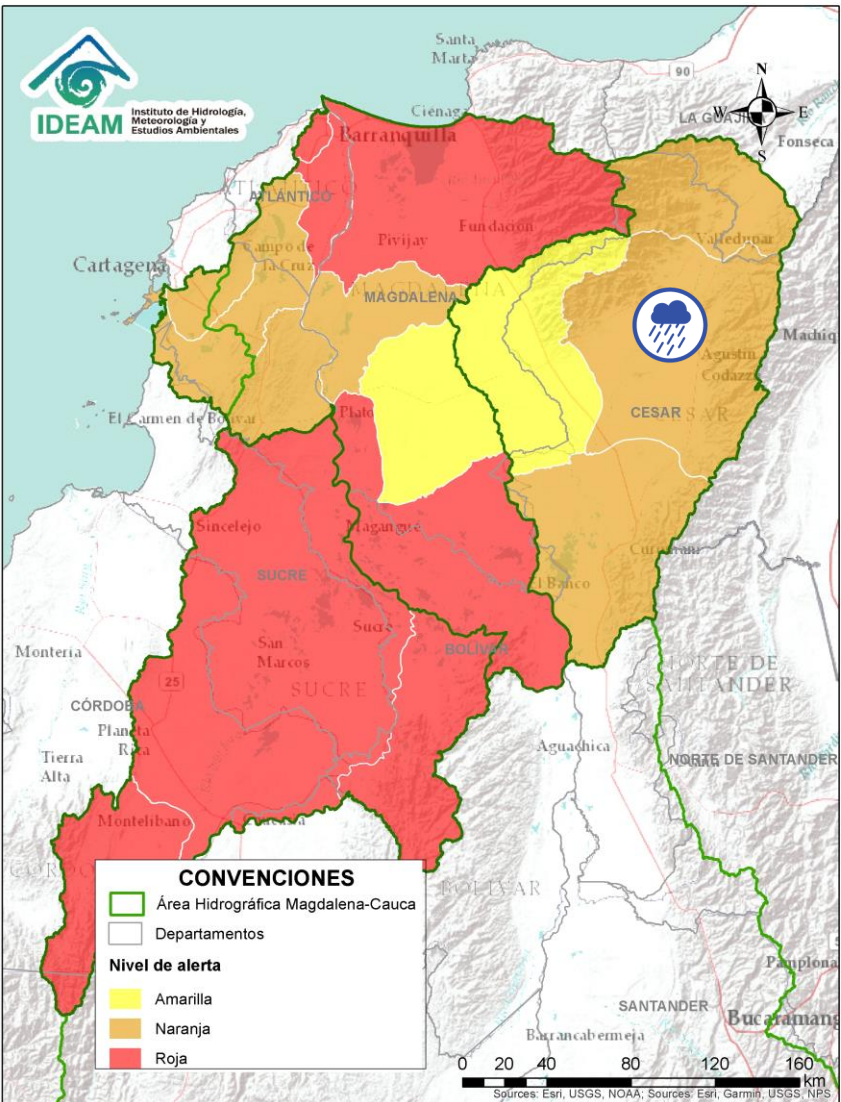 IDEAM
Instituto de Hidrología,
Meteorología y
Estudios Ambientales
Santa
Marta
90
N
W
E
S
Ciénaga
LA GUAJIRA
Fonseca
Barranquilla
ATLÁNTICO
Campo de
la Cruz
Cartagena
Pivijay
Fundación
Valledupar
MAGDALENA
MAGDALENA
Machiq
Agustín
Codazzi
El Carmen de Bolívar
Plato
CESAR
CESAR
Sincelejo
Magangué
SUCRE
El Banco
Curumaní
Montería
San
Marcos
Sucre
SUCRE
BOLÍVAR
NORTE DE
SANTANDER
25
CÓRDOBA
Planeta
Rica
Tierra
Alta
Aguachica
NORTE DE SANTANDER
Montelíbano
Caucasia
BOLÍVAR
Pamplona
SANTANDER
Bucaramang
Barrancabermeja
CONVENCIONES
Área Hidrográfica Magdalena-Cauca
Departamentos
Nivel de alerta
Amarilla
Naranja
Roja
0 20 40 80 120 160
km
Sources: Esri, USGS, NOAA; Sources: Esri, Garmin, USGS, NPS